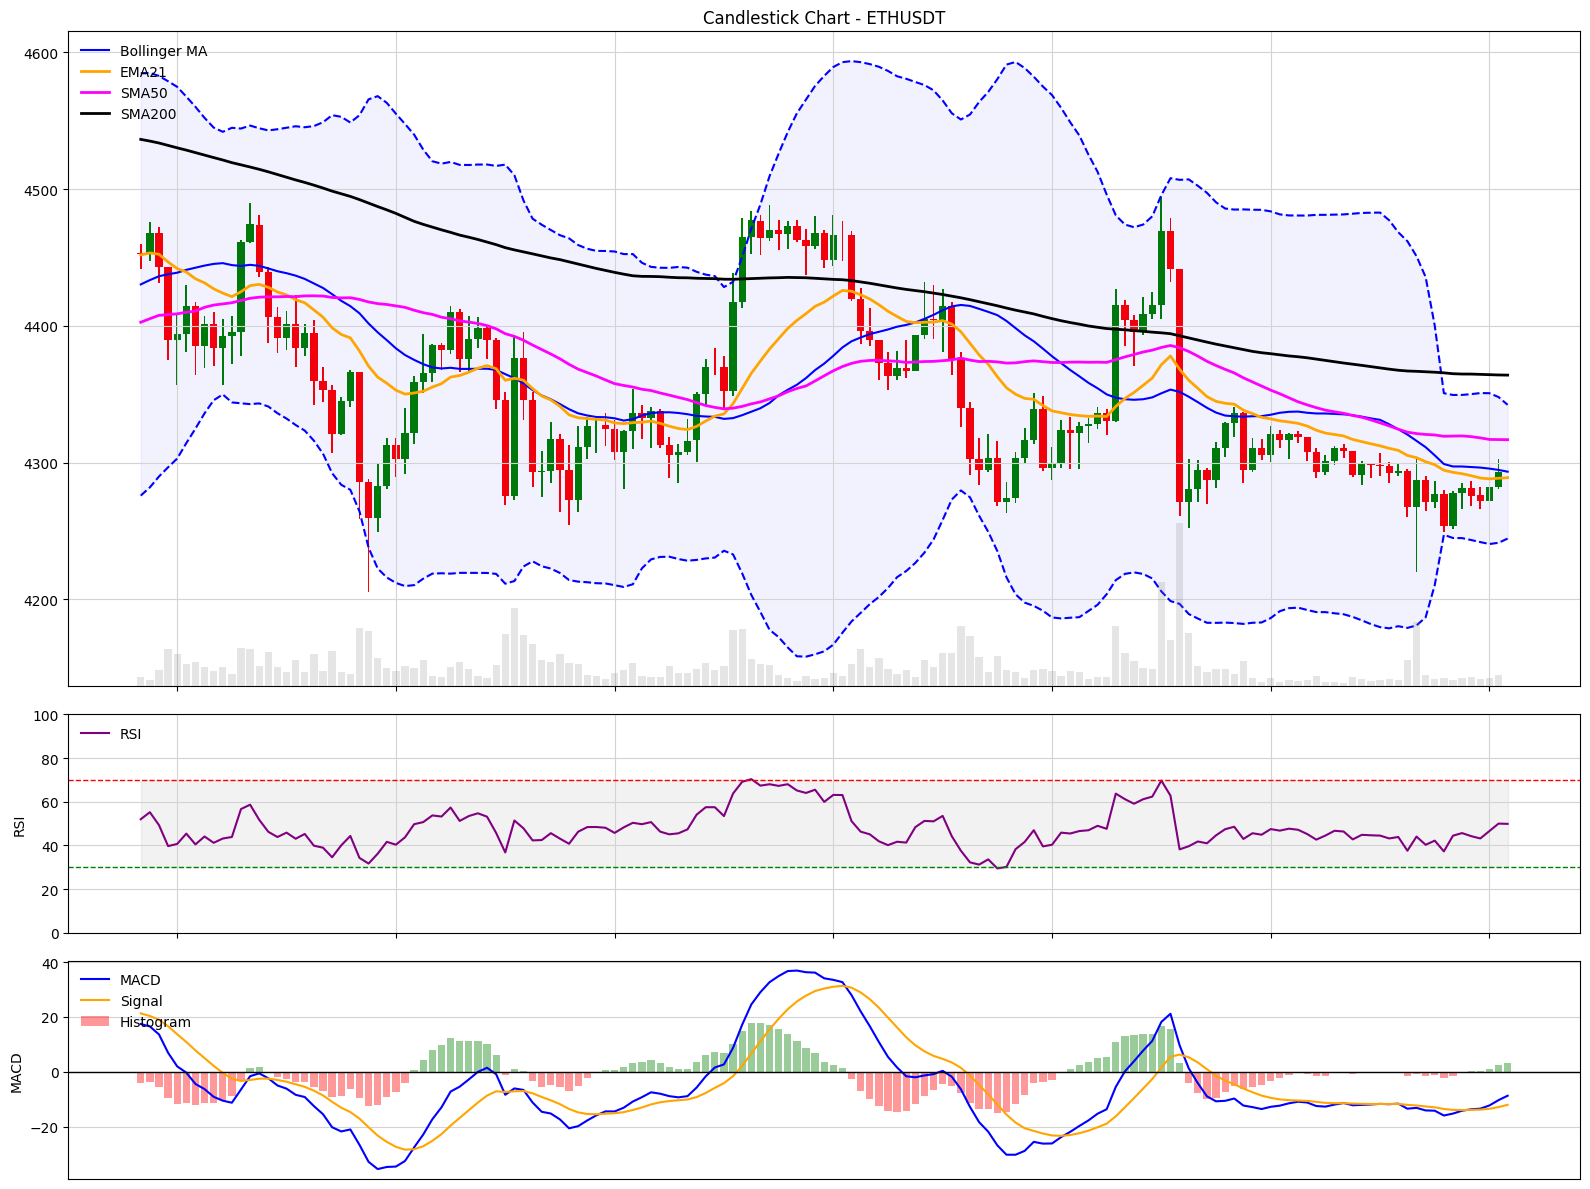 Candlestick Chart - ETHUSDT
Bollinger MA
EMA21
SMA50
SMA200
4600
4500
4400
4300
4200
RSI
100
80
60
40
20
0
RSI
MACD
Signal
Histogram
40
20
0
−20
MACD